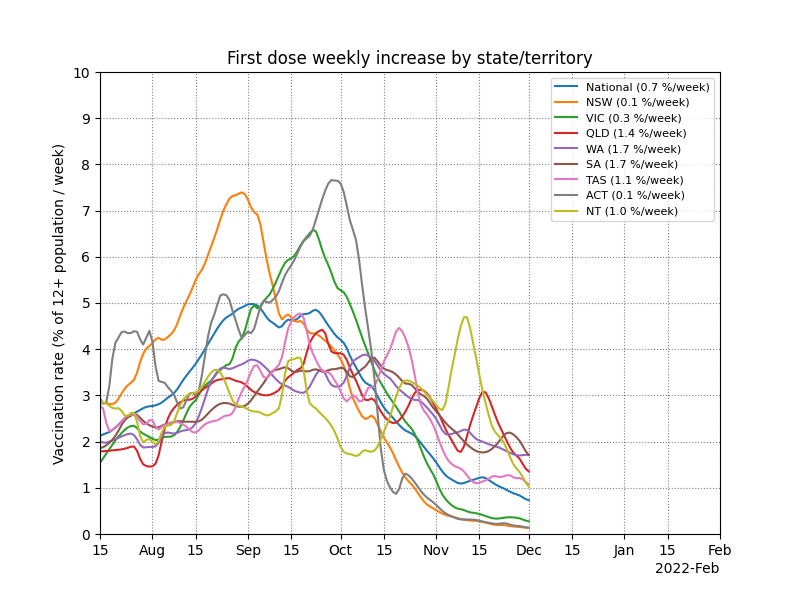 First dose weekly increase by state/territory
Vaccination rate (% of 12+ population / week)
10
9
8
7
6
5
4
3
2
1
0
National (0.7 %/week)
NSW (0.1 %/week)
VIC (0.3 %/week)
QLD (1.4 %/week)
WA (1.7 %/week)
SA (1.7 %/week)
TAS (1.1 %/week)
ACT (0.1 %/week)
NT (1.0 %/week)
15 Aug 15 Sep 15 Oct 15 Nov 15 Dec 15 Jan 15 Feb
2022-Feb